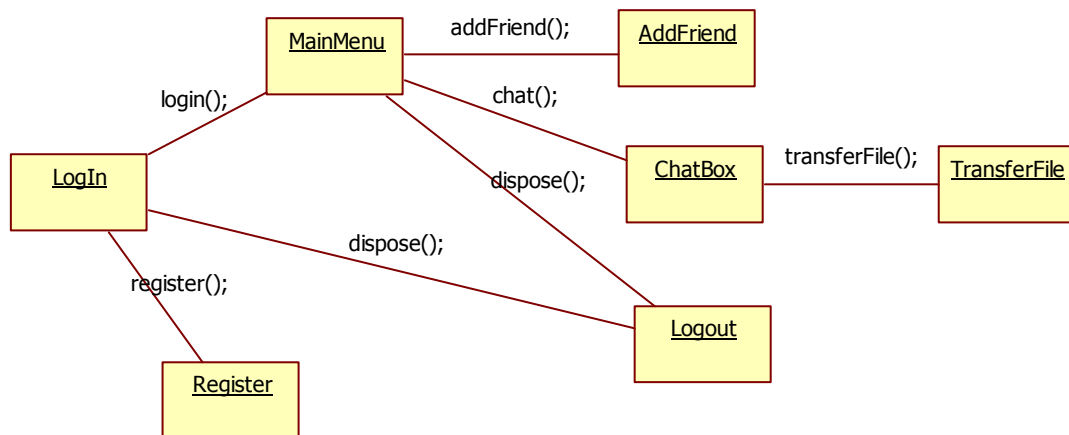 addFriend();
MainMenu
AddFriend
login();
chat();
LogIn
ChatBox
transferFile();
TransferFile
dispose();
dispose();
register();
Logout
Register